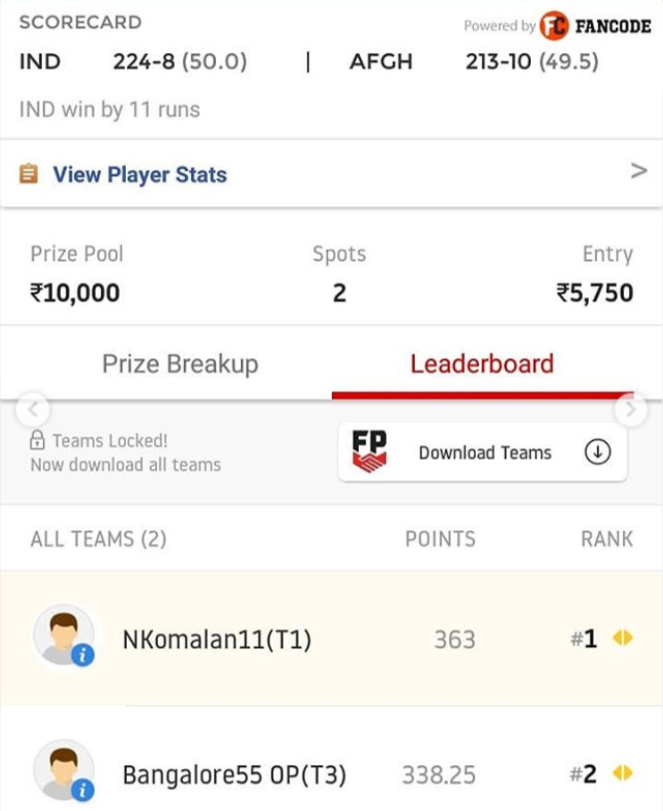 SCORECARD Powered by FC FANCODE
IND 224-8 (50.0) | AFGH 213-10 (49.5)
IND win by 11 runs
View Player Stats >
Prize Pool Spots Entry
₹10,000 2 ₹5,750
Prize Breakup Leaderboard
Teams Locked!
Now download all teams
FP Download Teams
ALL TEAMS (2) POINTS RANK
NKomalan11(T1) 363 #1
Bangalore55 OP(T3) 338.25 #2